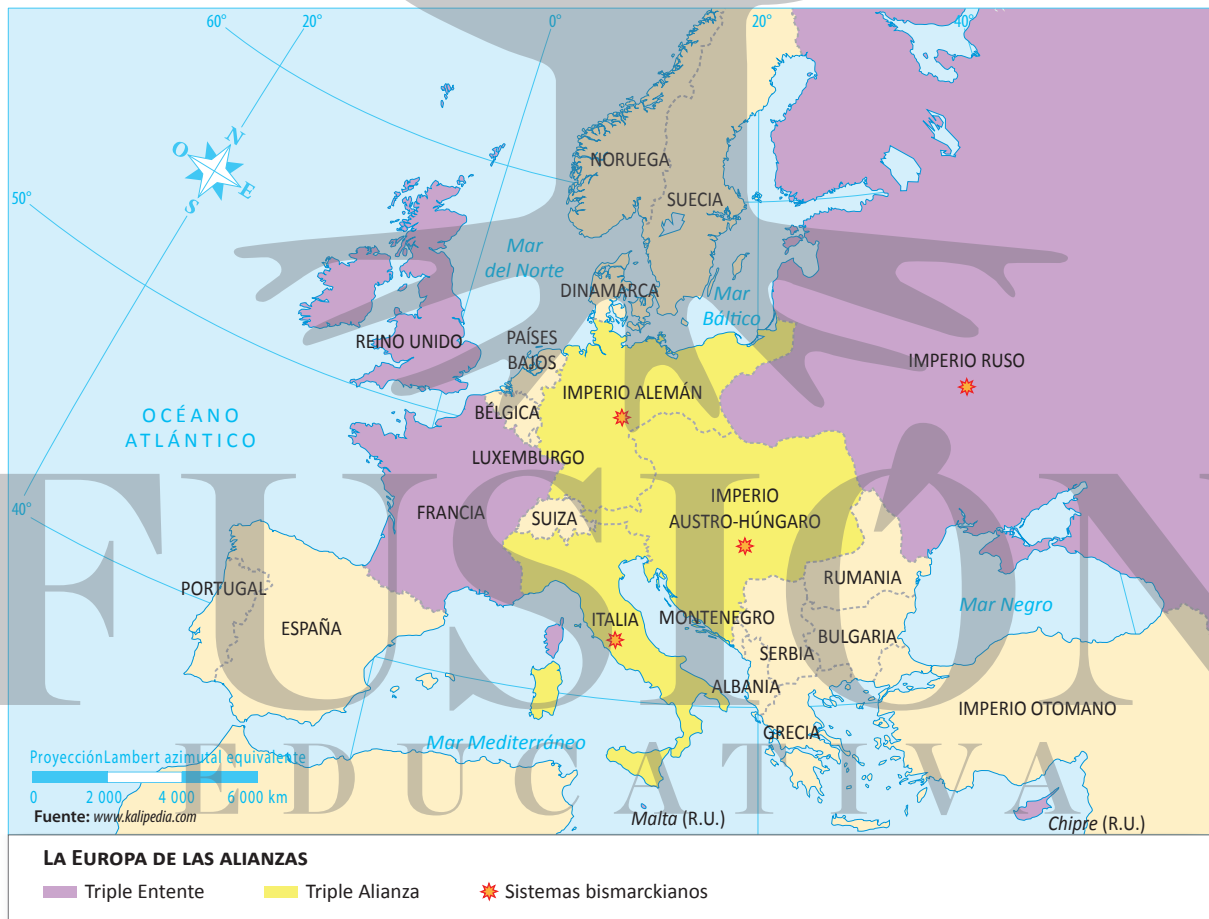 60°
20°
0°
20°
40°
N
O
E
S
50°
40°
NORUEGA
SUECIA
Mar
del Norte
DINAMARCA
Mar
Báltico
REINO UNIDO
PAÍSES
BAJOS
IMPERIO RUSO
IMPERIO ALEMÁN
BÉLGICA
OCÉANO
ATLÁNTICO
LUXEMBURGO
IMPERIO
AUSTRO-HÚNGARO
FRANCIA
SUIZA
RUMANIA
PORTUGAL
ESPAÑA
ITALIA
MONTENEGRO
Mar Negro
BULGARIA
SERBIA
ALBANIA
IMPERIO OTOMANO
GRECIA
Mar Mediterráneo
FUSIÓN
EDUCATIVA
ProyecciónLambert azimutal equivalente
0 2 000 4 000 6 000 km
Fuente: www.kalipedia.com
Malta (R.U.)
Chipre (R.U.)
LA EUROPA DE LAS ALIANZAS
Triple Entente
Triple Alianza
Sistemas bismarckianos